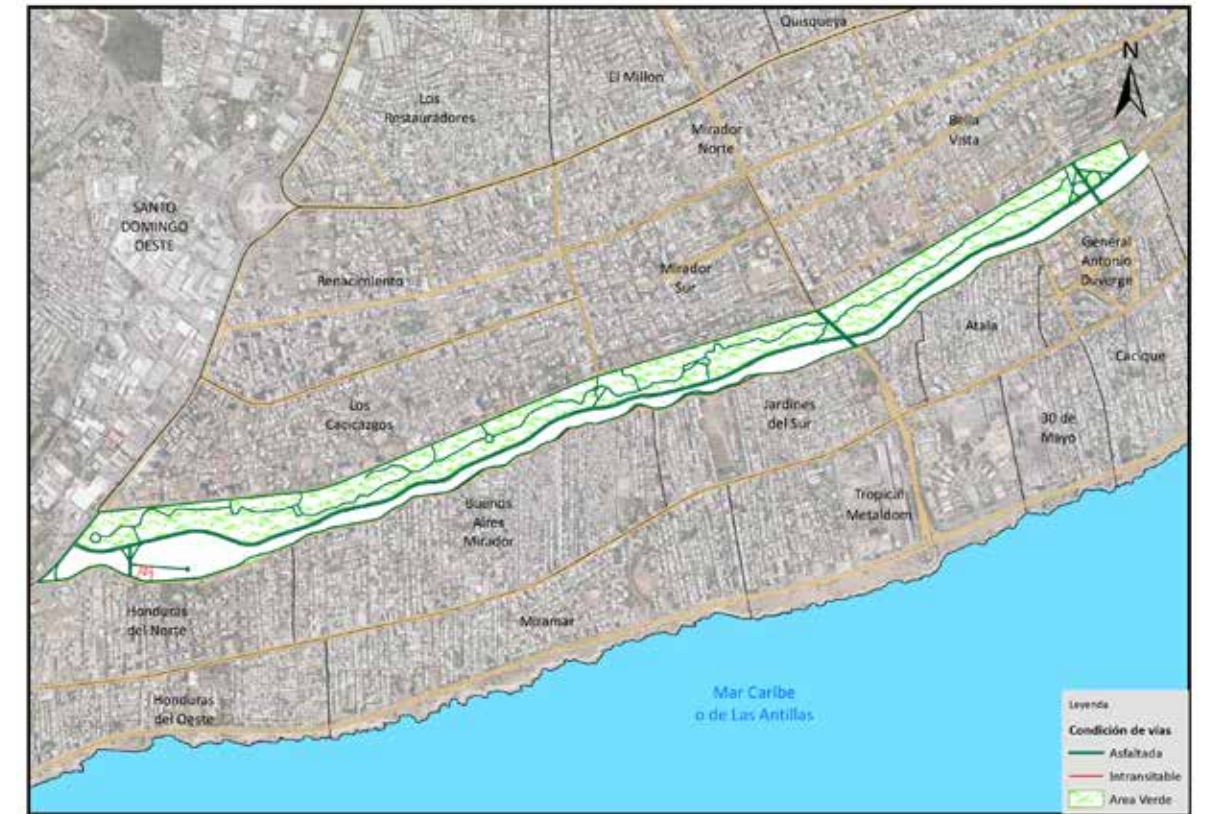 Quisqueya
N
El Millon
Los
Restauradores
Mirador
Norte
Bella
Vista
SANTO
DOMINGO
OESTE
General
Antonio
Duverge
Mirador
Sur
Renacimiento
Atala
Cacique
Los
Cacicazgos
Jardines
del Sur
30 de
Mayo
Buenos
Aires
Mirador
Tropical
Metaldom
Honduras
del Norte
Miramar
Honduras
del Oeste
Mar Caribe
o de Las Antillas
Leyenda
Condición de vías
Asfaltada
Intransitable
Area Verde